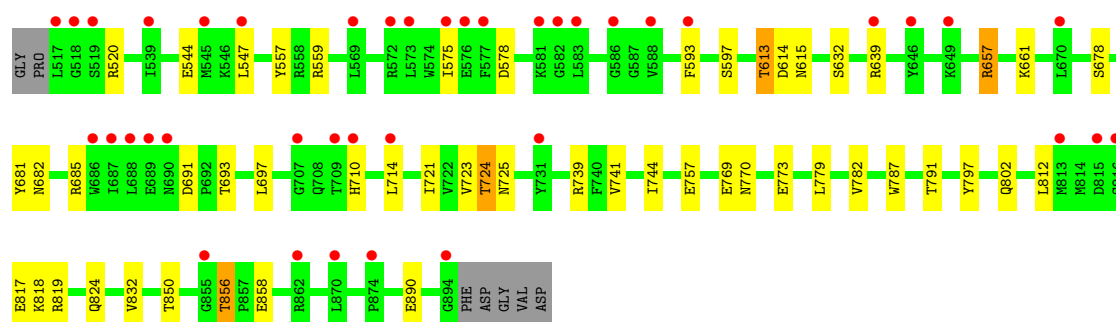 GLY PRO L517 G518 S519 R520 I539 E544 M545 K546 L547 Y557 R558 R559 L569 R572 L573 W574 I575 E576 F577 D578 K581 G582 L583 G586 G587 V588 F593 S597 T613 D614 N615 S632 R639 Y646 K649 R657 K661 L670 S678
Y681 N682 R685 W686 I687 L688 E689 N690 D691 P692 T693 L697 G707 Q708 T709 H710 L714 I721 V722 V723 T724 N725 Y731 R739 F740 V741 I744 E757 E769 N770 E773 L779 V782 W787 T791 Y797 Q802 L812 M813 M814 D815
E817 K818 R819 Q824 V832 T850 G855 T856 P857 E858 R862 L870 P874 E890 G894 PHE ASP GLY VAL ASP